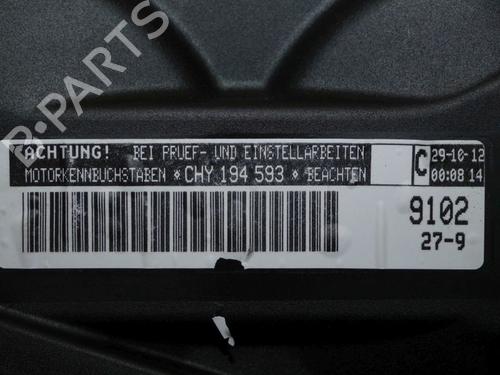 ACHTUNG! BEI PRUEF- UND EINSTELLARBEITEN
MOTORKENNBUCHSTABEN * CHY 194 593 * BEACHTEN
C
29-10-12
00:08 14
9102
27-9
B-PARTS